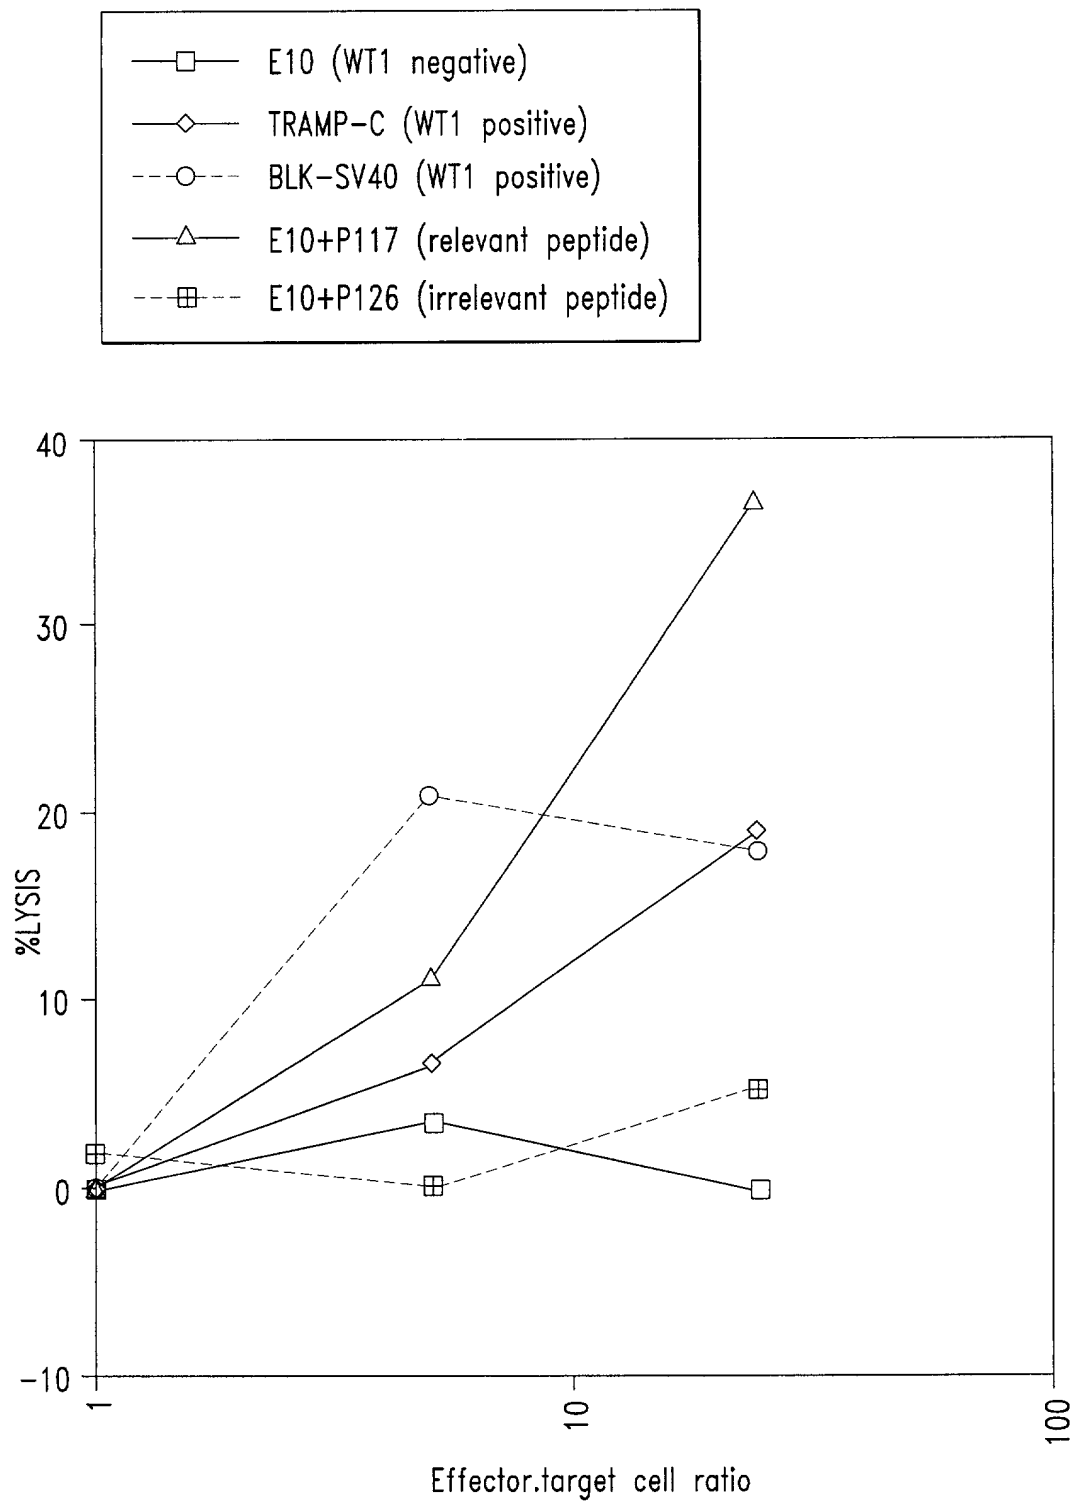 E10 (WT1 negative)
TRAMP-C (WT1 positive)
BLK-SV40 (WT1 positive)
E10+P117 (relevant peptide)
E10+P126 (irrelevant peptide)
40
30
20
10
0
-10
%LYSIS
1
10
100
Effector.target cell ratio